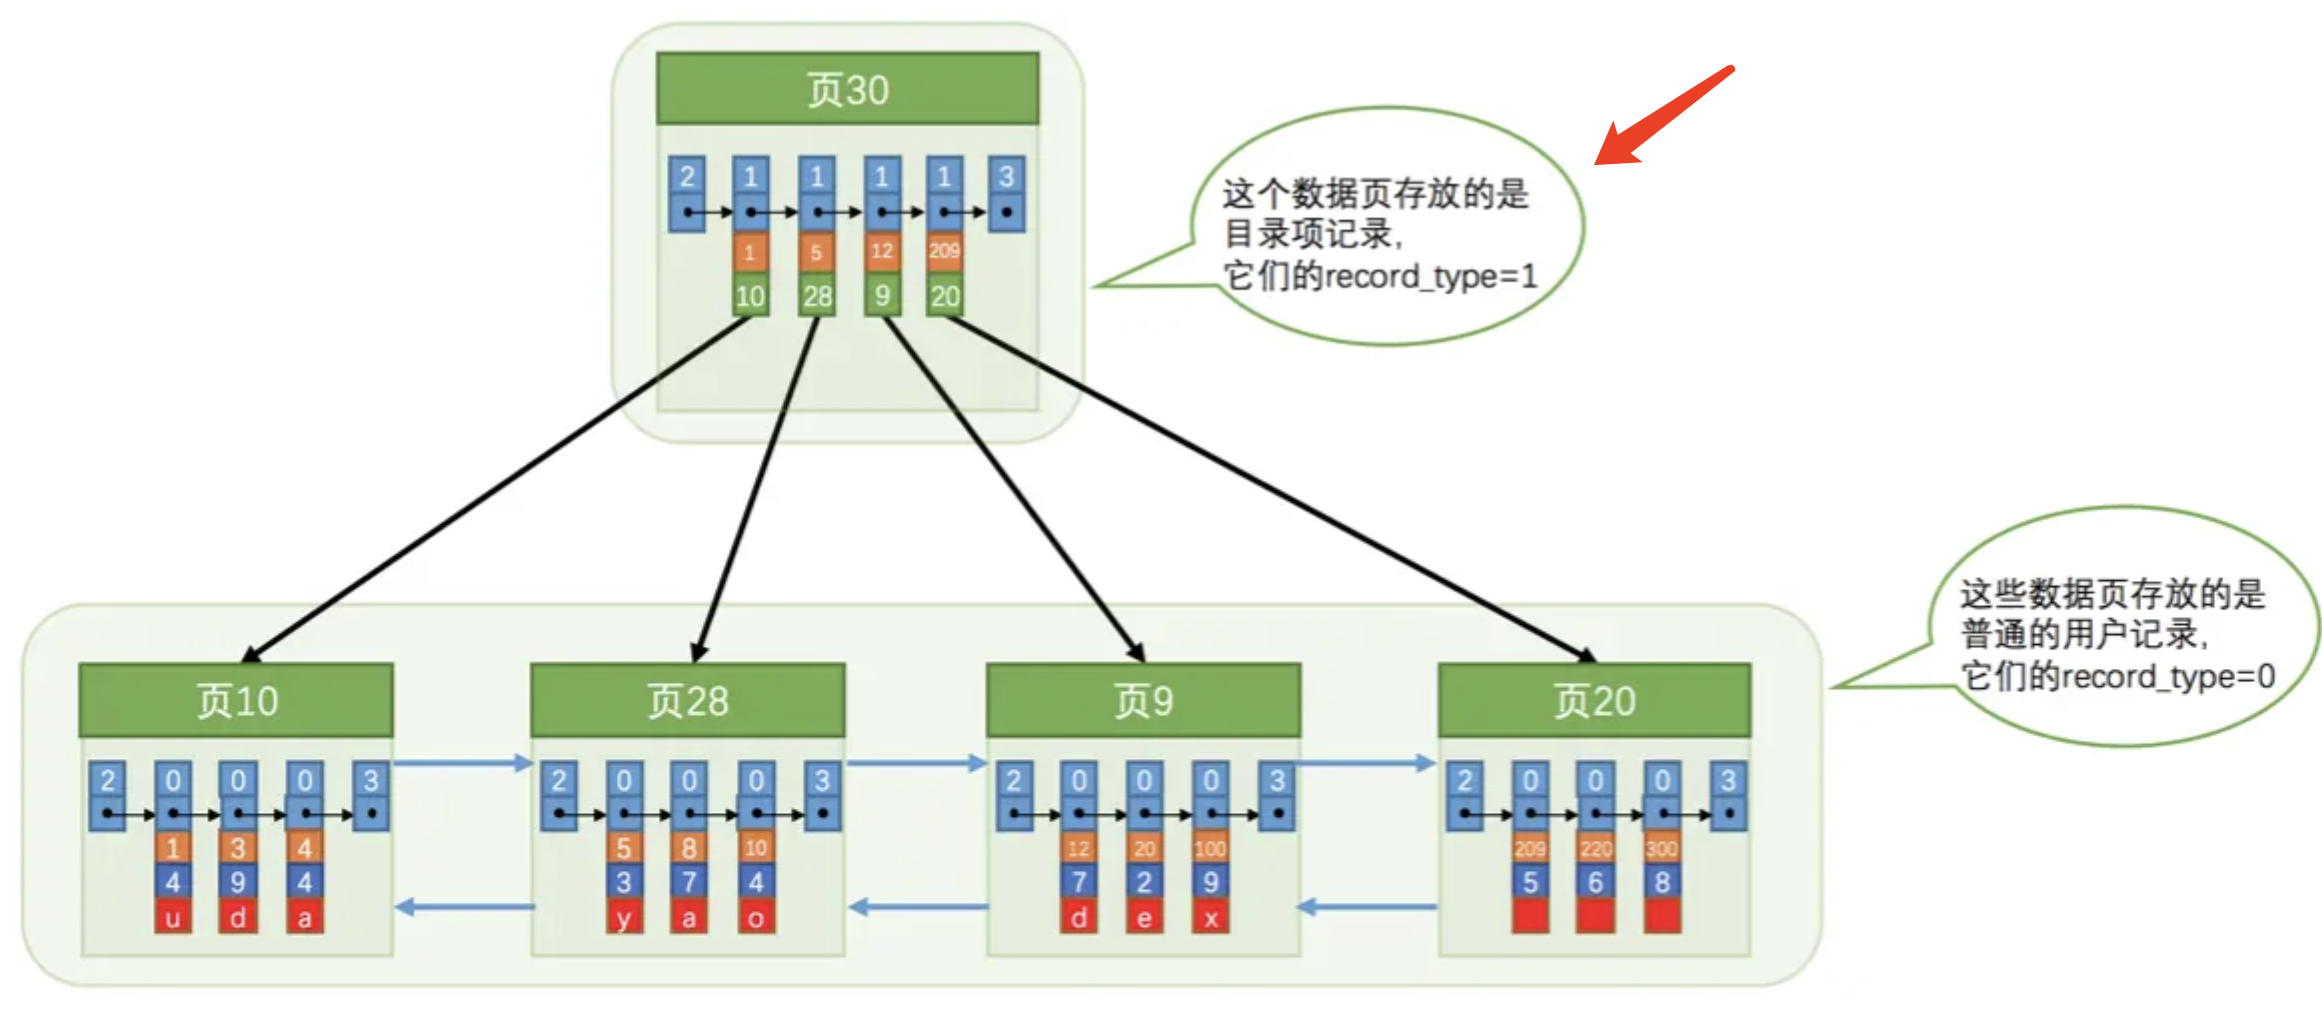 页30
2 1 1 1 1 3
1 5 12 209
10 28 9 20
这个数据页存放的是
目录项记录,
它们的record_type=1
这些数据页存放的是
普通的用户记录,
它们的record_type=0
页10
2 0 0 0 3
1 3 4
4 9 4
u d a
页28
2 0 0 0 3
5 8 10
3 7 4
y a o
页9
2 0 0 0 3
12 20 100
7 2 9
d e x
页20
2 0 0 0 3
209 220 300
5 6 8